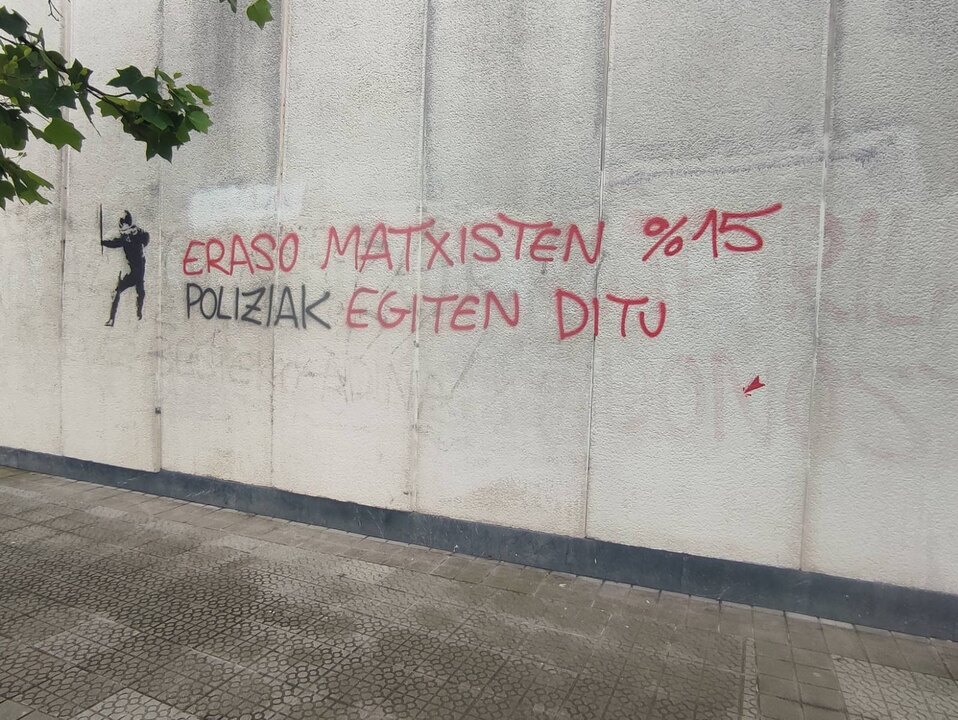 ERASO MATXISTEN %15
POLIZIAK EGITEN DITU